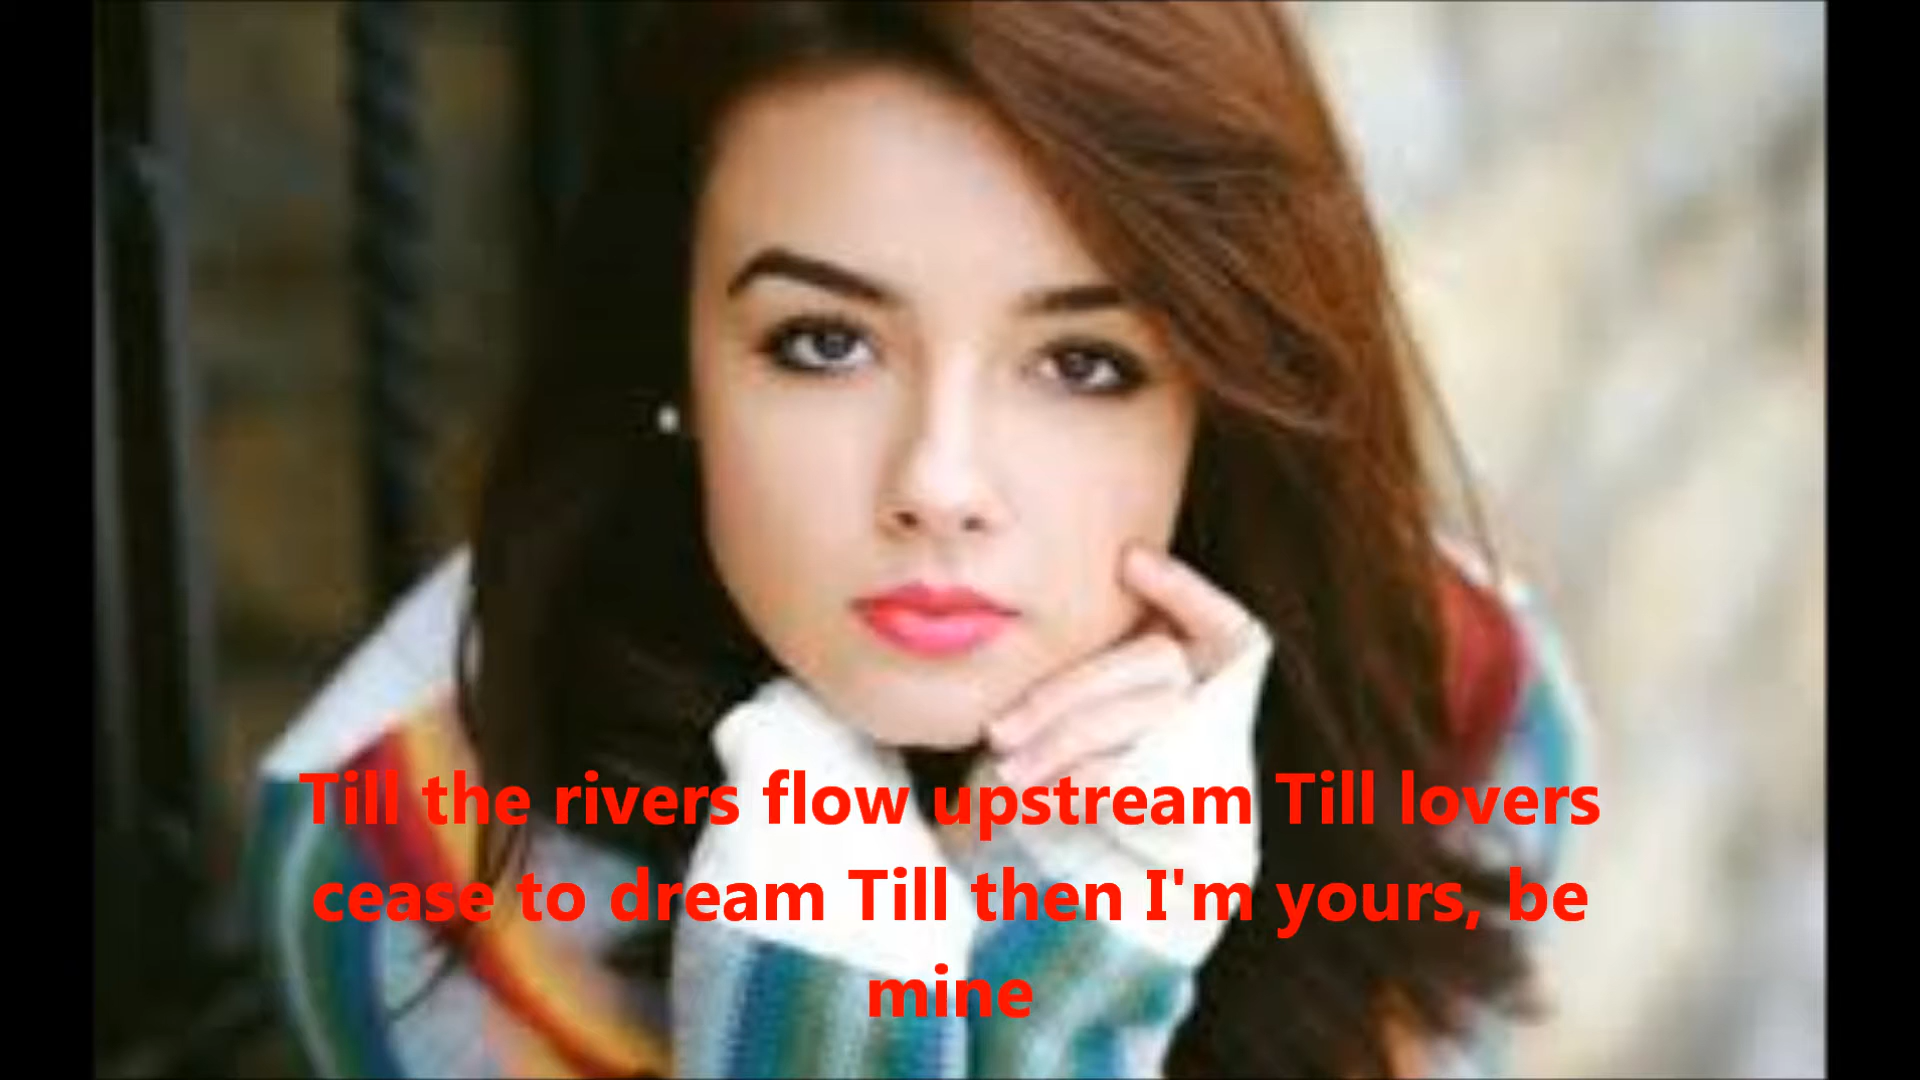 Till the rivers flow upstream Till lovers
cease to dream Till then I'm yours, be
mine